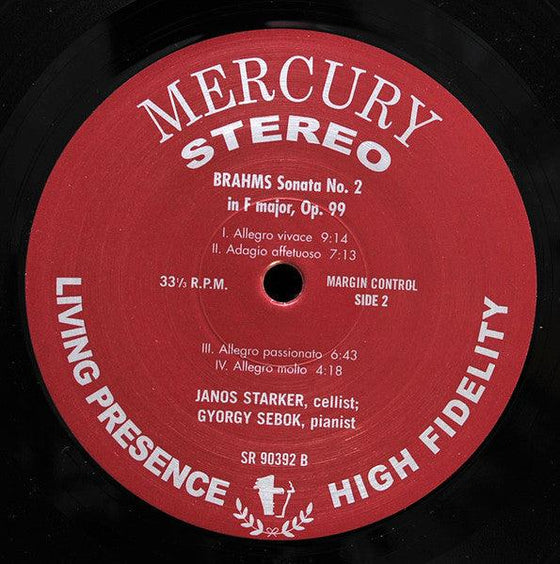 MERCURY
STEREO
BRAHMS Sonata No. 2
in F major, Op. 99
I. Allegro vivace 9:14
II. Adagio affetuoso 7:13
33⅓ R.P.M.
MARGIN CONTROL
SIDE 2
III. Allegro passionato 6:43
IV. Allegro molto 4:18
JANOS STARKER, cellist;
GYORGY SEBOK, pianist
SR 90392 B
LIVING PRESENCE
HIGH FIDELITY